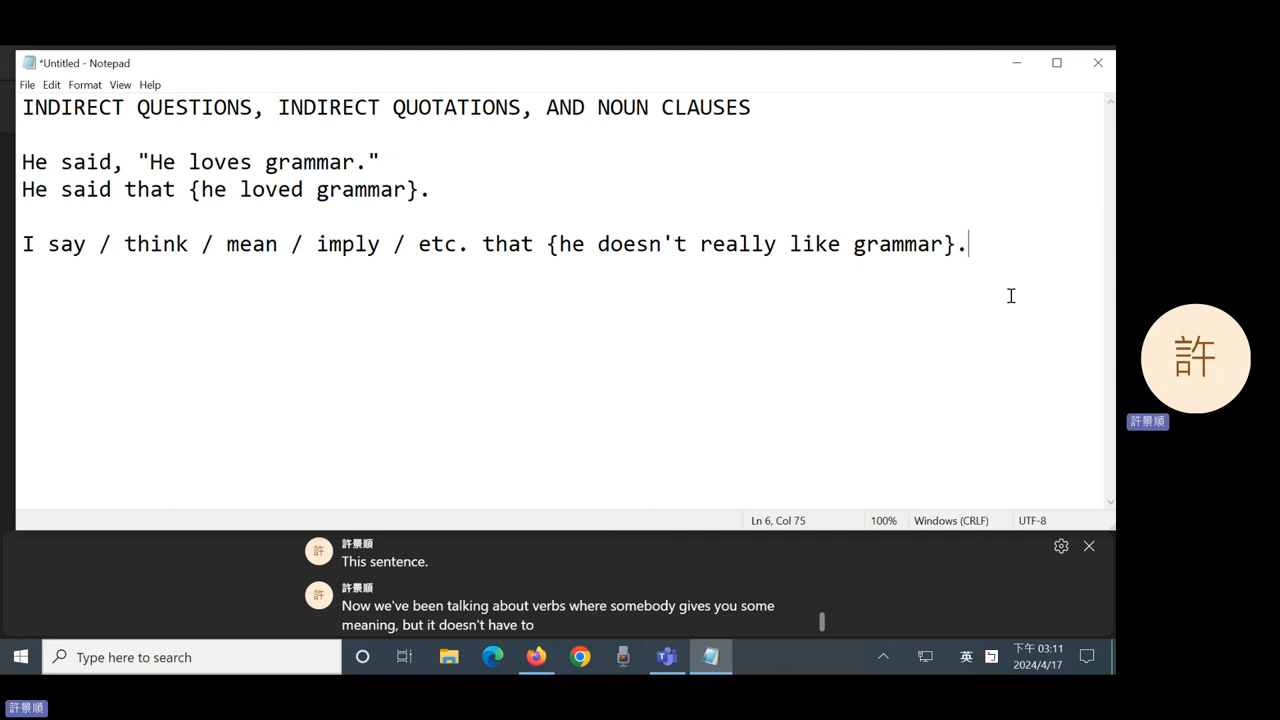 *Untitled - Notepad
File Edit Format View Help
INDIRECT QUESTIONS, INDIRECT QUOTATIONS, AND NOUN CLAUSES
He said, "He loves grammar."
He said that {he loved grammar}.
I say / think / mean / imply / etc. that {he doesn't really like grammar}.
許
許景順
Ln 6, Col 75 100% Windows (CRLF) UTF-8
許 許景順
This sentence.
許 許景順
Now we've been talking about verbs where somebody gives you some
meaning, but it doesn't have to
Type here to search
英
下午 03:11
2024/4/17
許景順